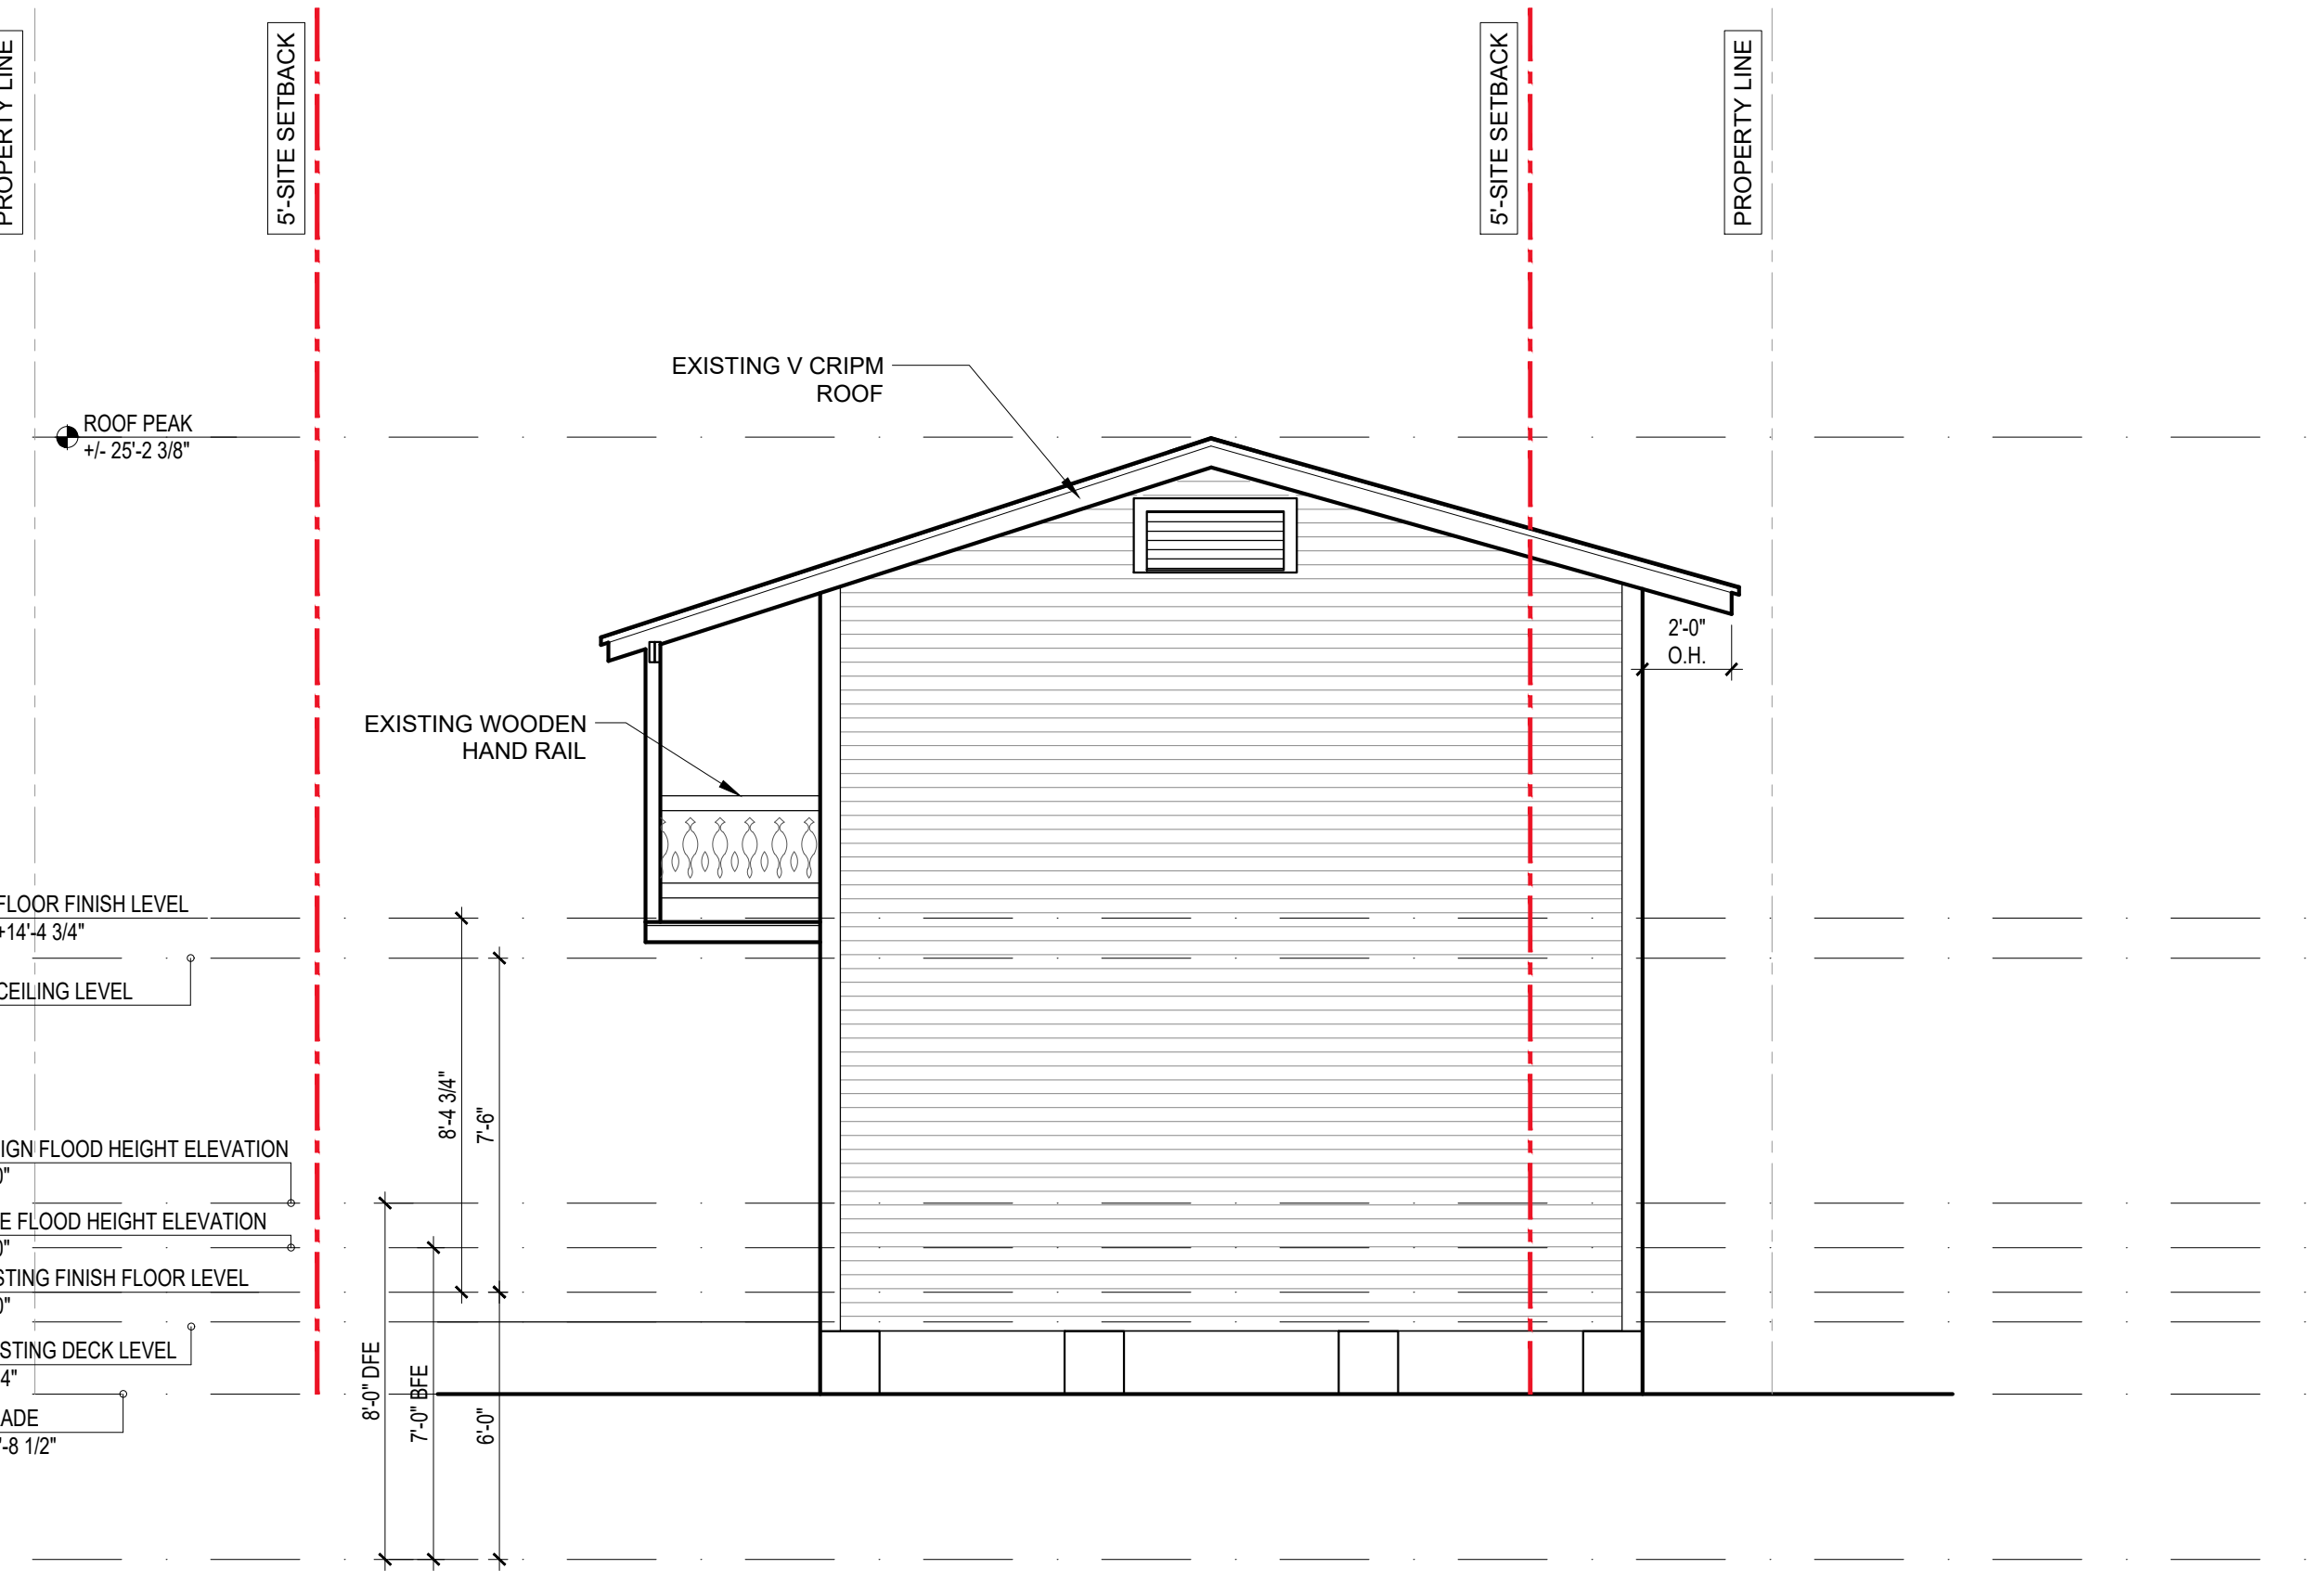 PROPERTY LINE
5'-SITE SETBACK
5'-SITE SETBACK
PROPERTY LINE
EXISTING V CRIPM
ROOF
ROOF PEAK
+/- 25'-2 3/8"
2'-0"
O.H.
EXISTING WOODEN
HAND RAIL
FLOOR FINISH LEVEL
+14'-4 3/4"
CEILING LEVEL
8'-4 3/4"
7'-6"
IGN FLOOD HEIGHT ELEVATION
0"
E FLOOD HEIGHT ELEVATION
0"
STING FINISH FLOOR LEVEL
0"
STING DECK LEVEL
4"
8'-0" DFE
7'-0" BFE
6'-0"
ADE
'-8 1/2"